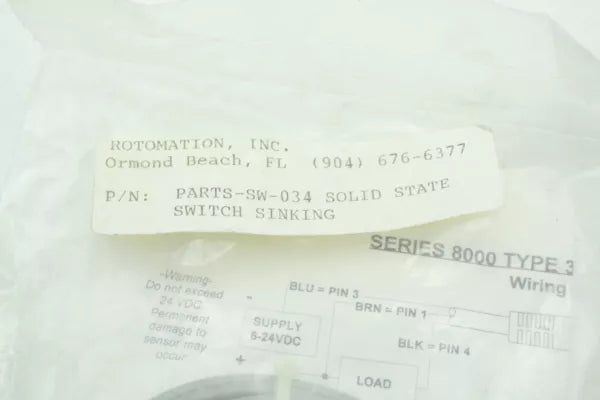 ROTOMATION, INC.
Ormond Beach, FL (904) 676-6377
P/N: PARTS-SW-034 SOLID STATE
SWITCH SINKING
SERIES 8000 TYPE 3
Wiring
-Warning-
Do not exceed
24 VDC.
Permanent
damage to
sensor may
occur
-
BLU = PIN 3
BRN = PIN 1
BLK = PIN 4
SUPPLY
6-24VDC
+
LOAD